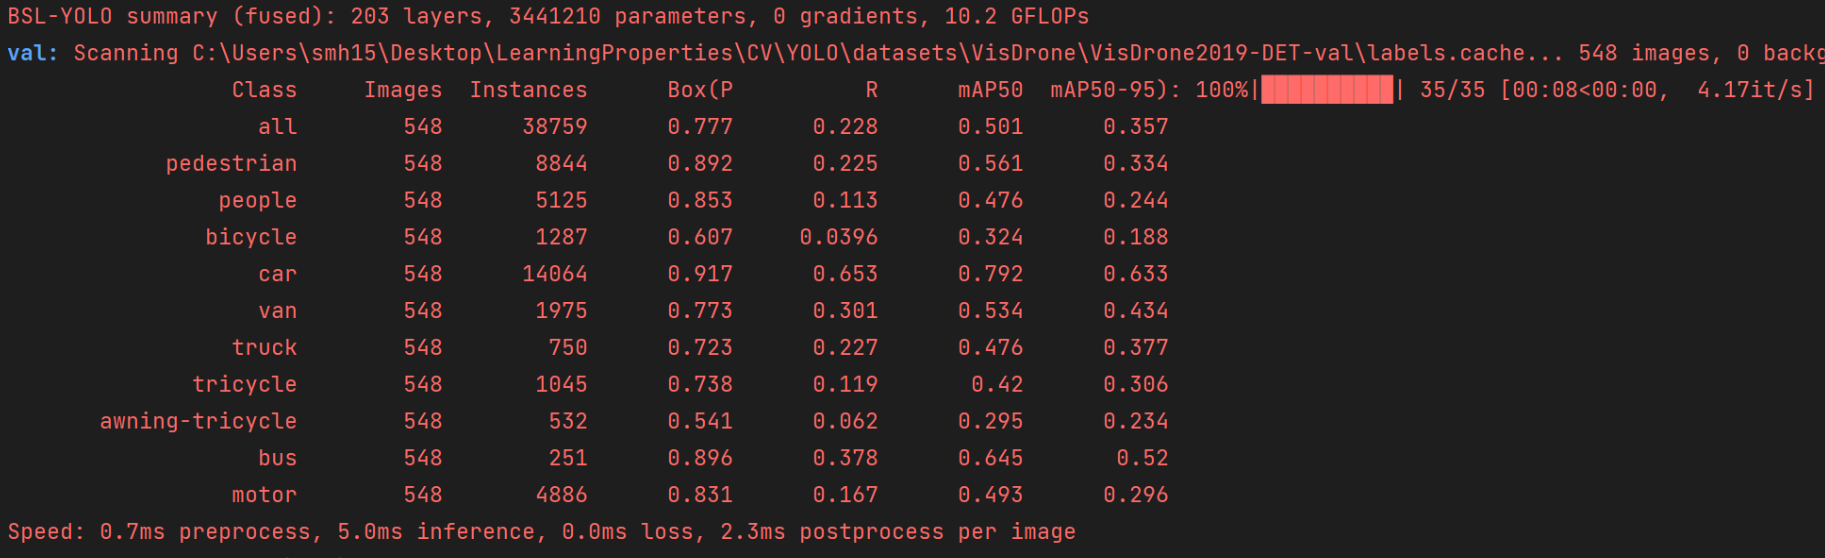 BSL-YOLO summary (fused): 203 layers, 3441210 parameters, 0 gradients, 10.2 GFLOPs
val: Scanning C:\Users\smh15\Desktop\LearningProperties\CV\YOLO\datasets\VisDrone\VisDrone2019-DET-val\labels.cache... 548 images, 0 backg
Class Images Instances Box(P R mAP50 mAP50-95): 100%|██████████| 35/35 [00:08<00:00, 4.17it/s]
all 548 38759 0.777 0.228 0.501 0.357
pedestrian 548 8844 0.892 0.225 0.561 0.334
people 548 5125 0.853 0.113 0.476 0.244
bicycle 548 1287 0.607 0.0396 0.324 0.188
car 548 14064 0.917 0.653 0.792 0.633
van 548 1975 0.773 0.301 0.534 0.434
truck 548 750 0.723 0.227 0.476 0.377
tricycle 548 1045 0.738 0.119 0.42 0.306
awning-tricycle 548 532 0.541 0.062 0.295 0.234
bus 548 251 0.896 0.378 0.645 0.52
motor 548 4886 0.831 0.167 0.493 0.296
Speed: 0.7ms preprocess, 5.0ms inference, 0.0ms loss, 2.3ms postprocess per image